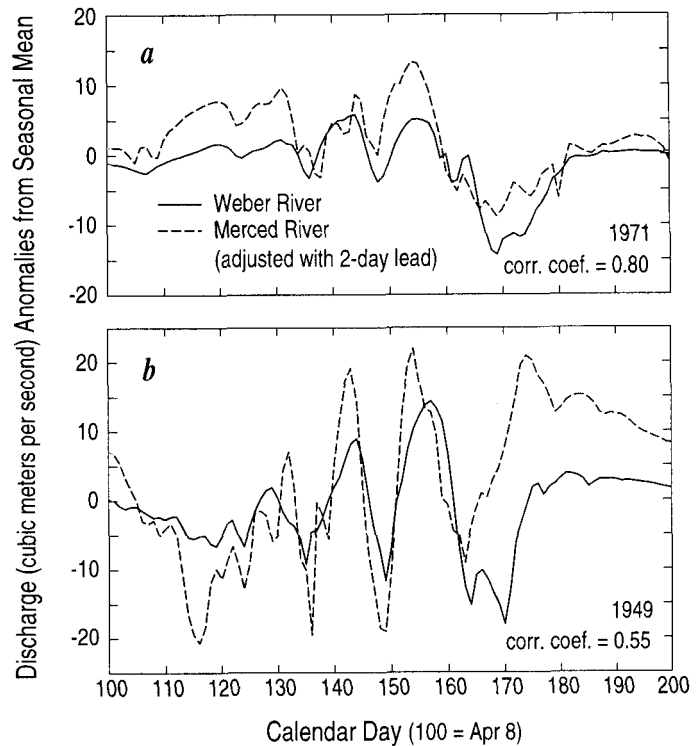 Discharge (cubic meters per second) Anomalies from Seasonal Mean
20
10
0
-10
-20
a
Weber River
Merced River
(adjusted with 2-day lead)
1971
corr. coef. = 0.80
20
10
0
-10
-20
b
1949
corr. coef. = 0.55
100 110 120 130 140 150 160 170 180 190 200
Calendar Day (100 = Apr 8)